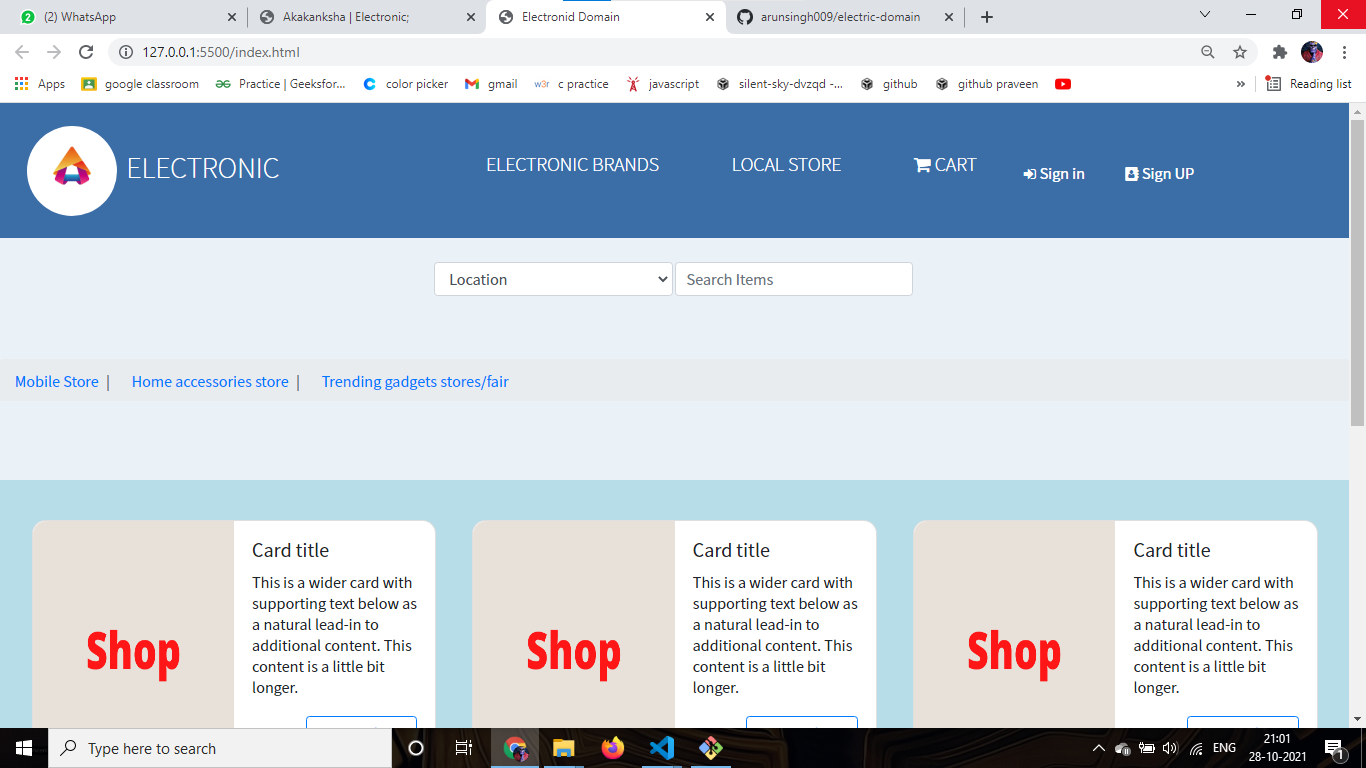 (2) WhatsApp
Akakanksha | Electronic;
Electronid Domain
arunsingh009/electric-domain
127.0.0.1:5500/index.html
Apps google classroom Practice | Geeksfor... color picker gmail w3r c practice javascript silent-sky-dvzqd -... github github praveen » Reading list
ELECTRONIC ELECTRONIC BRANDS LOCAL STORE CART Sign in Sign UP
Location Search Items
Mobile Store | Home accessories store | Trending gadgets stores/fair
Shop
Card title
This is a wider card with
supporting text below as
a natural lead-in to
additional content. This
content is a little bit
longer.
Shop
Card title
This is a wider card with
supporting text below as
a natural lead-in to
additional content. This
content is a little bit
longer.
Shop
Card title
This is a wider card with
supporting text below as
a natural lead-in to
additional content. This
content is a little bit
longer.
Type here to search
ENG
21:01
28-10-2021
1